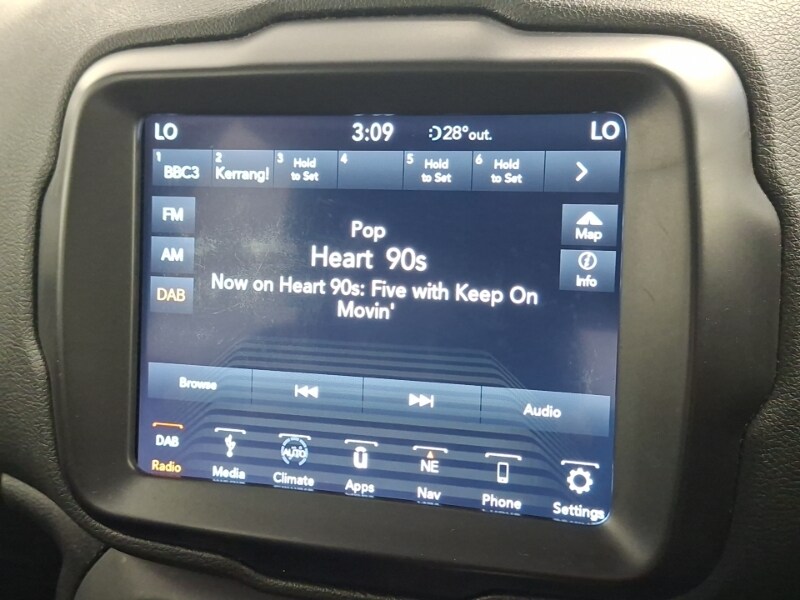 LO 3:09 28°out. LO
1 BBC3 2 Kerrang! 3 Hold to Set 4 5 Hold to Set 6 Hold to Set >
FM
AM
DAB
Pop
Heart 90s
Now on Heart 90s: Five with Keep On
Movin'
Map
i
Info
Browse Audio
DAB AUTO NE
Radio Media Climate Apps Nav Phone Settings